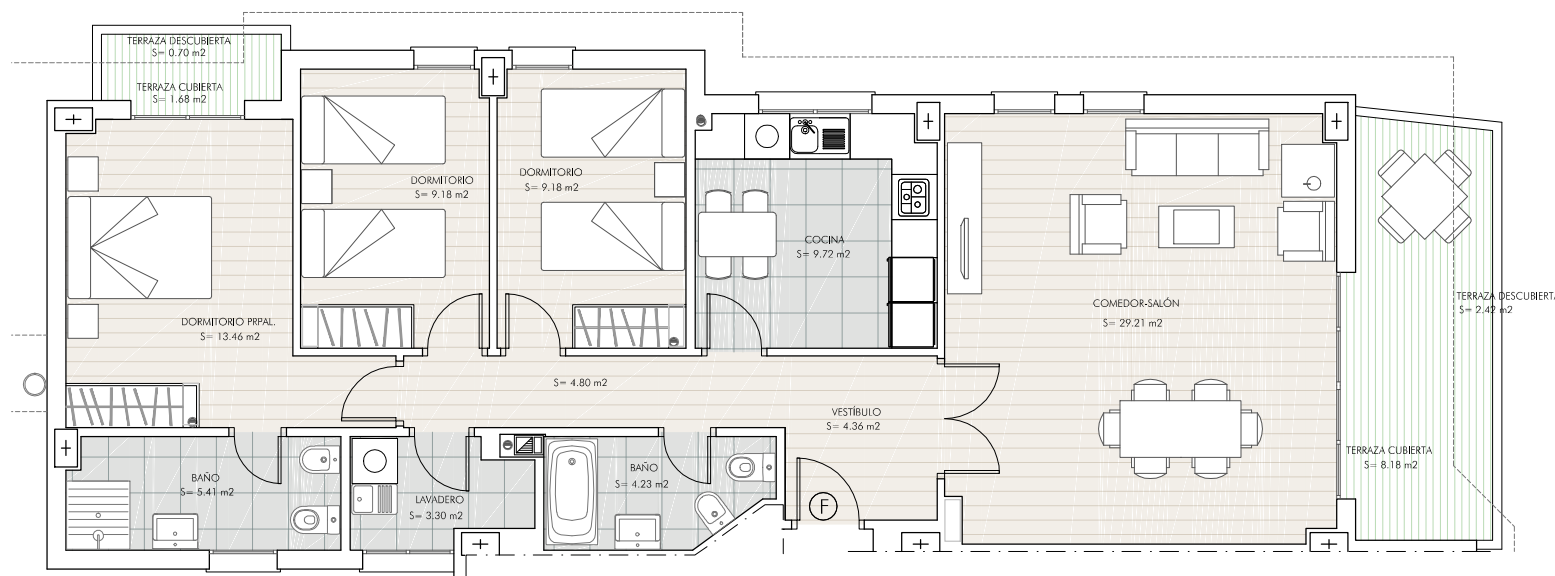 TERRAZA DESCUBIERTA
S= 0.70 m2
TERRAZA CUBIERTA
S= 1.68 m2
DORMITORIO
S= 9.18 m2
DORMITORIO
S= 9.18 m2
COCINA
S= 9.72 m2
COMEDOR-SALÓN
S= 29.21 m2
TERRAZA DESCUBIERT
S= 2.42 m2
DORMITORIO PRPAL.
S= 13.46 m2
S= 4.80 m2
VESTÍBULO
S= 4.36 m2
TERRAZA CUBIERTA
S= 8.18 m2
BAÑO
S= 5.41 m2
LAVADERO
S= 3.30 m2
BAÑO
S= 4.23 m2
F